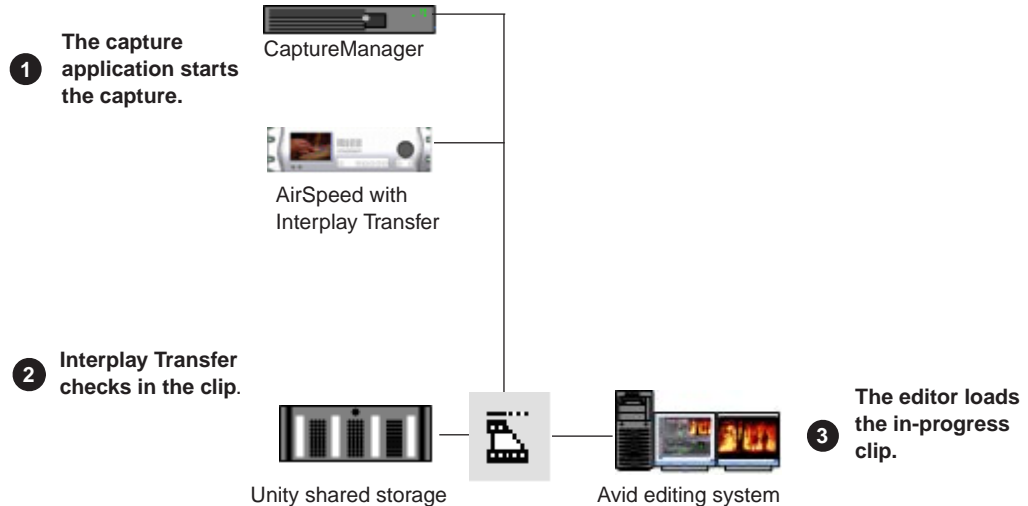 CaptureManager
1
The capture
application starts
the capture.
AirSpeed with
Interplay Transfer
2
Interplay Transfer
checks in the clip.
3
The editor loads
the in-progress
clip.
Unity shared storage
Avid editing system